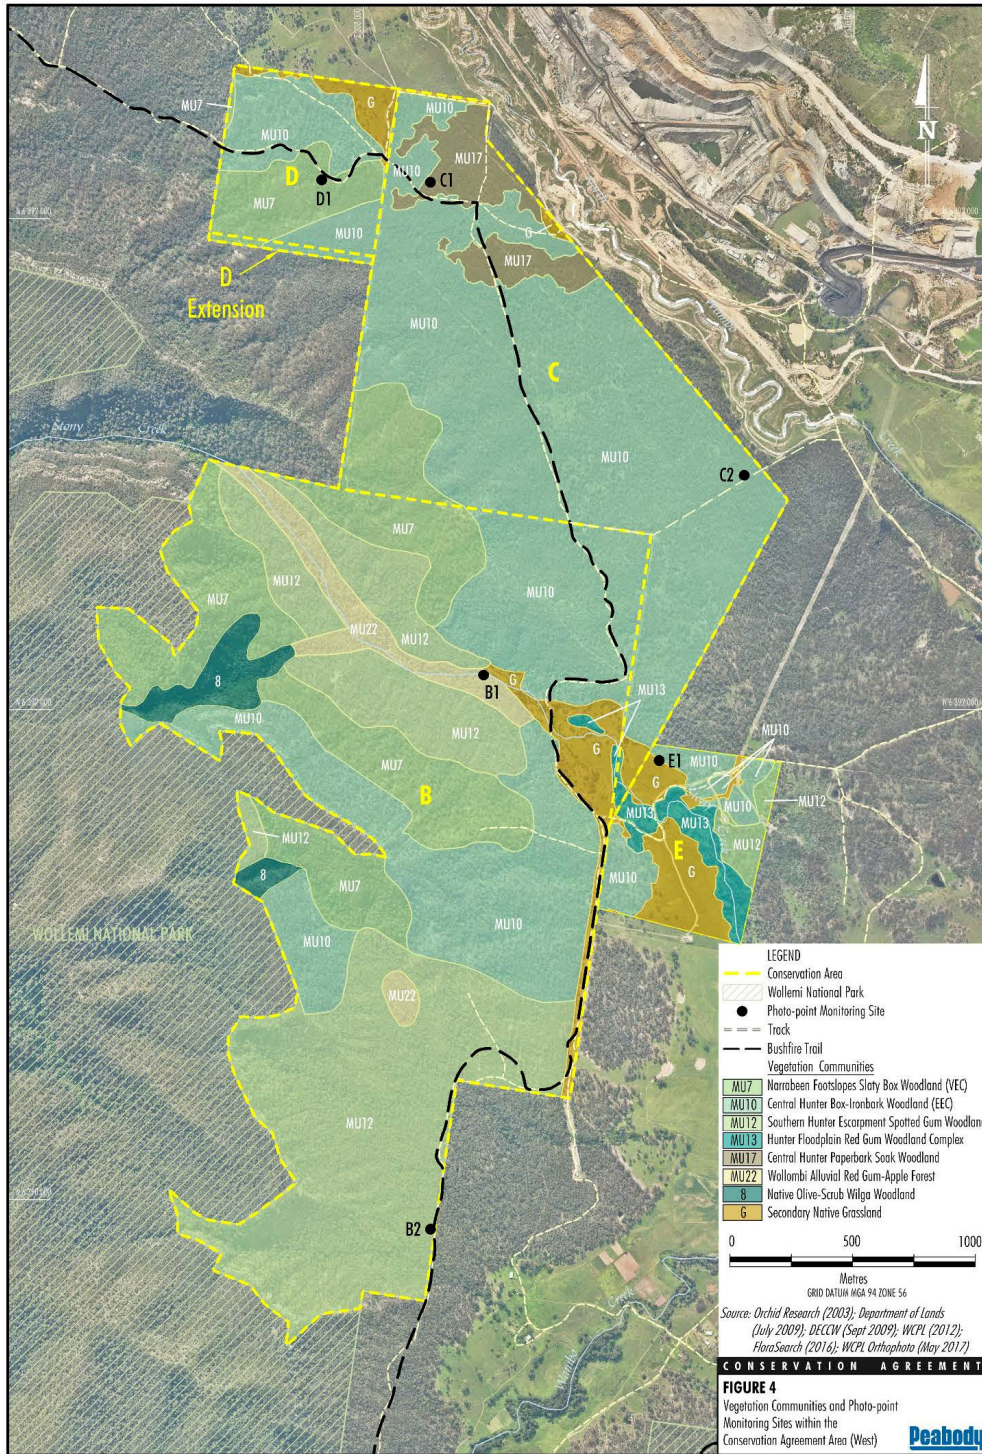 MU7
MU10
G
MU10
MU17
MU10
D
D1
C1
MU7
MU10
G
MU17
D
Extension
MU10
C
MU10
C2
Stony Creek
MU7
MU10
MU12
MU7
MU22
MU12
8
B1
G
MU13
MU10
MU12
MU7
G
E1
MU10
MU10
G
MU10
MU12
B
MU13
MU13
MU12
MU12
E
MU7
8
MU10
G
WOLLEMI NATIONAL PARK
MU10
MU10
MU22
MU12
B2
N
N 6 392 000
N 6 392 000
LEGEND
Conservation Area
Wollemi National Park
Photo-point Monitoring Site
Track
Bushfire Trail
Vegetation Communities
MU7 Narrabeen Footslopes Slaty Box Woodland (VEC)
MU10 Central Hunter Box-Ironbark Woodland (EEC)
MU12 Southern Hunter Escarpment Spotted Gum Woodland
MU13 Hunter Floodplain Red Gum Woodland Complex
MU17 Central Hunter Paperbark Soak Woodland
MU22 Wollombi Alluvial Red Gum-Apple Forest
8 Native Olive-Scrub Wilga Woodland
G Secondary Native Grassland
0 500 1000
Metres
GRID DATUM MGA 94 ZONE 56
Source: Orchid Research (2003); Department of Lands
(July 2009); DECCW (Sept 2009); WCPL (2012);
FloraSearch (2016); WCPL Orthophoto (May 2017)
CONSERVATION AGREEMENT
FIGURE 4
Vegetation Communities and Photo-point
Monitoring Sites within the
Conservation Agreement Area (West)
Peabody